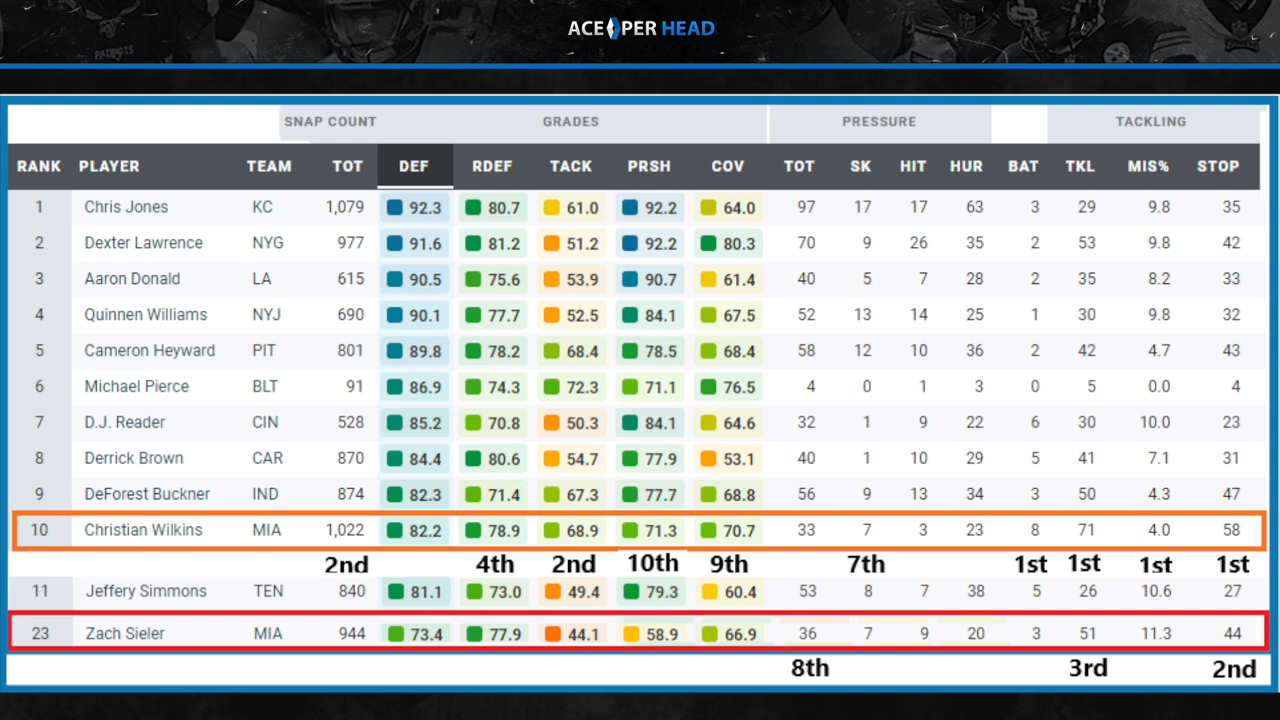 ACE PER HEAD
PATRIOTS
SNAP COUNT GRADES PRESSURE TACKLING
RANK PLAYER TEAM TOT DEF RDEF TACK PRSH COV TOT SK HIT HUR BAT TKL MIS% STOP
1 Chris Jones KC 1,079 92.3 80.7 61.0 92.2 64.0 97 17 17 63 3 29 9.8 35
2 Dexter Lawrence NYG 977 91.6 81.2 51.2 92.2 80.3 70 9 26 35 2 53 9.8 42
3 Aaron Donald LA 615 90.5 75.6 53.9 90.7 61.4 40 5 7 28 2 35 8.2 33
4 Quinnen Williams NYJ 690 90.1 77.7 52.5 84.1 67.5 52 13 14 25 1 30 9.8 32
5 Cameron Heyward PIT 801 89.8 78.2 68.4 78.5 68.4 58 12 10 36 2 42 4.7 43
6 Michael Pierce BLT 91 86.9 74.3 72.3 71.1 76.5 4 0 1 3 0 5 0.0 4
7 D.J. Reader CIN 528 85.2 70.8 50.3 84.1 64.6 32 1 9 22 6 30 10.0 23
8 Derrick Brown CAR 870 84.4 80.6 54.7 77.9 53.1 40 1 10 29 5 41 7.1 31
9 DeForest Buckner IND 874 82.3 71.4 67.3 77.7 68.8 56 9 13 34 3 50 4.3 47
10 Christian Wilkins MIA 1,022 82.2 78.9 68.9 71.3 70.7 33 7 3 23 8 71 4.0 58
2nd 4th 2nd 10th 9th 7th 1st 1st 1st 1st
11 Jeffery Simmons TEN 840 81.1 73.0 49.4 79.3 60.4 53 8 7 38 5 26 10.6 27
23 Zach Sieler MIA 944 73.4 77.9 44.1 58.9 66.9 36 7 9 20 3 51 11.3 44
8th 3rd 2nd